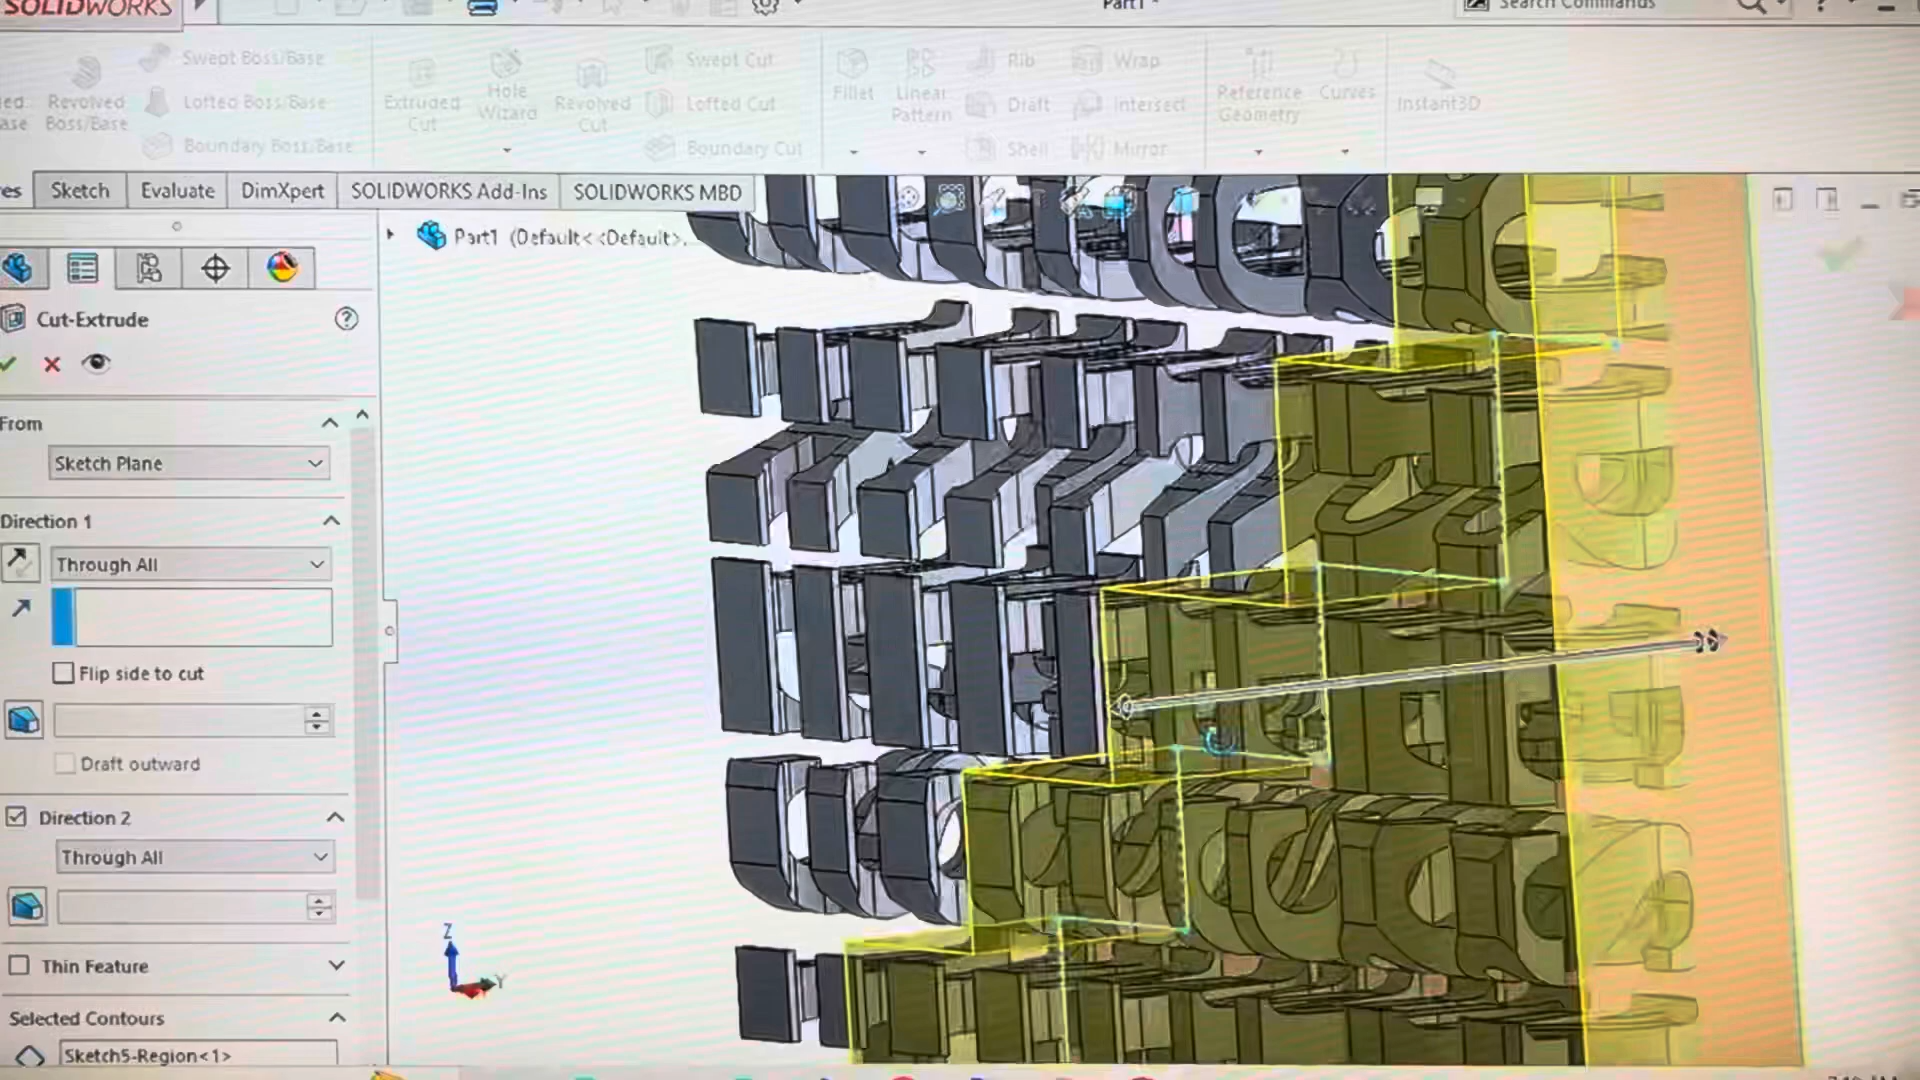 SOLIDWORKS
Part1 *
Search Commands
Revolved Boss/Base
Swept Boss/Base
Lofted Boss/Base
Boundary Boss/Base
Extruded Cut
Hole Wizard
Revolved Cut
Swept Cut
Lofted Cut
Boundary Cut
Fillet
Linear Pattern
Rib
Draft
Shell
Wrap
Intersect
Mirror
Reference Geometry
Curves
Instant3D
Sketch
Evaluate
DimXpert
SOLIDWORKS Add-Ins
SOLIDWORKS MBD
Part1 (Default<<Default>.
Cut-Extrude
From
Sketch Plane
Direction 1
Through All
Flip side to cut
Draft outward
Direction 2
Through All
Thin Feature
Selected Contours
Sketch5-Region<1>
Z
Y